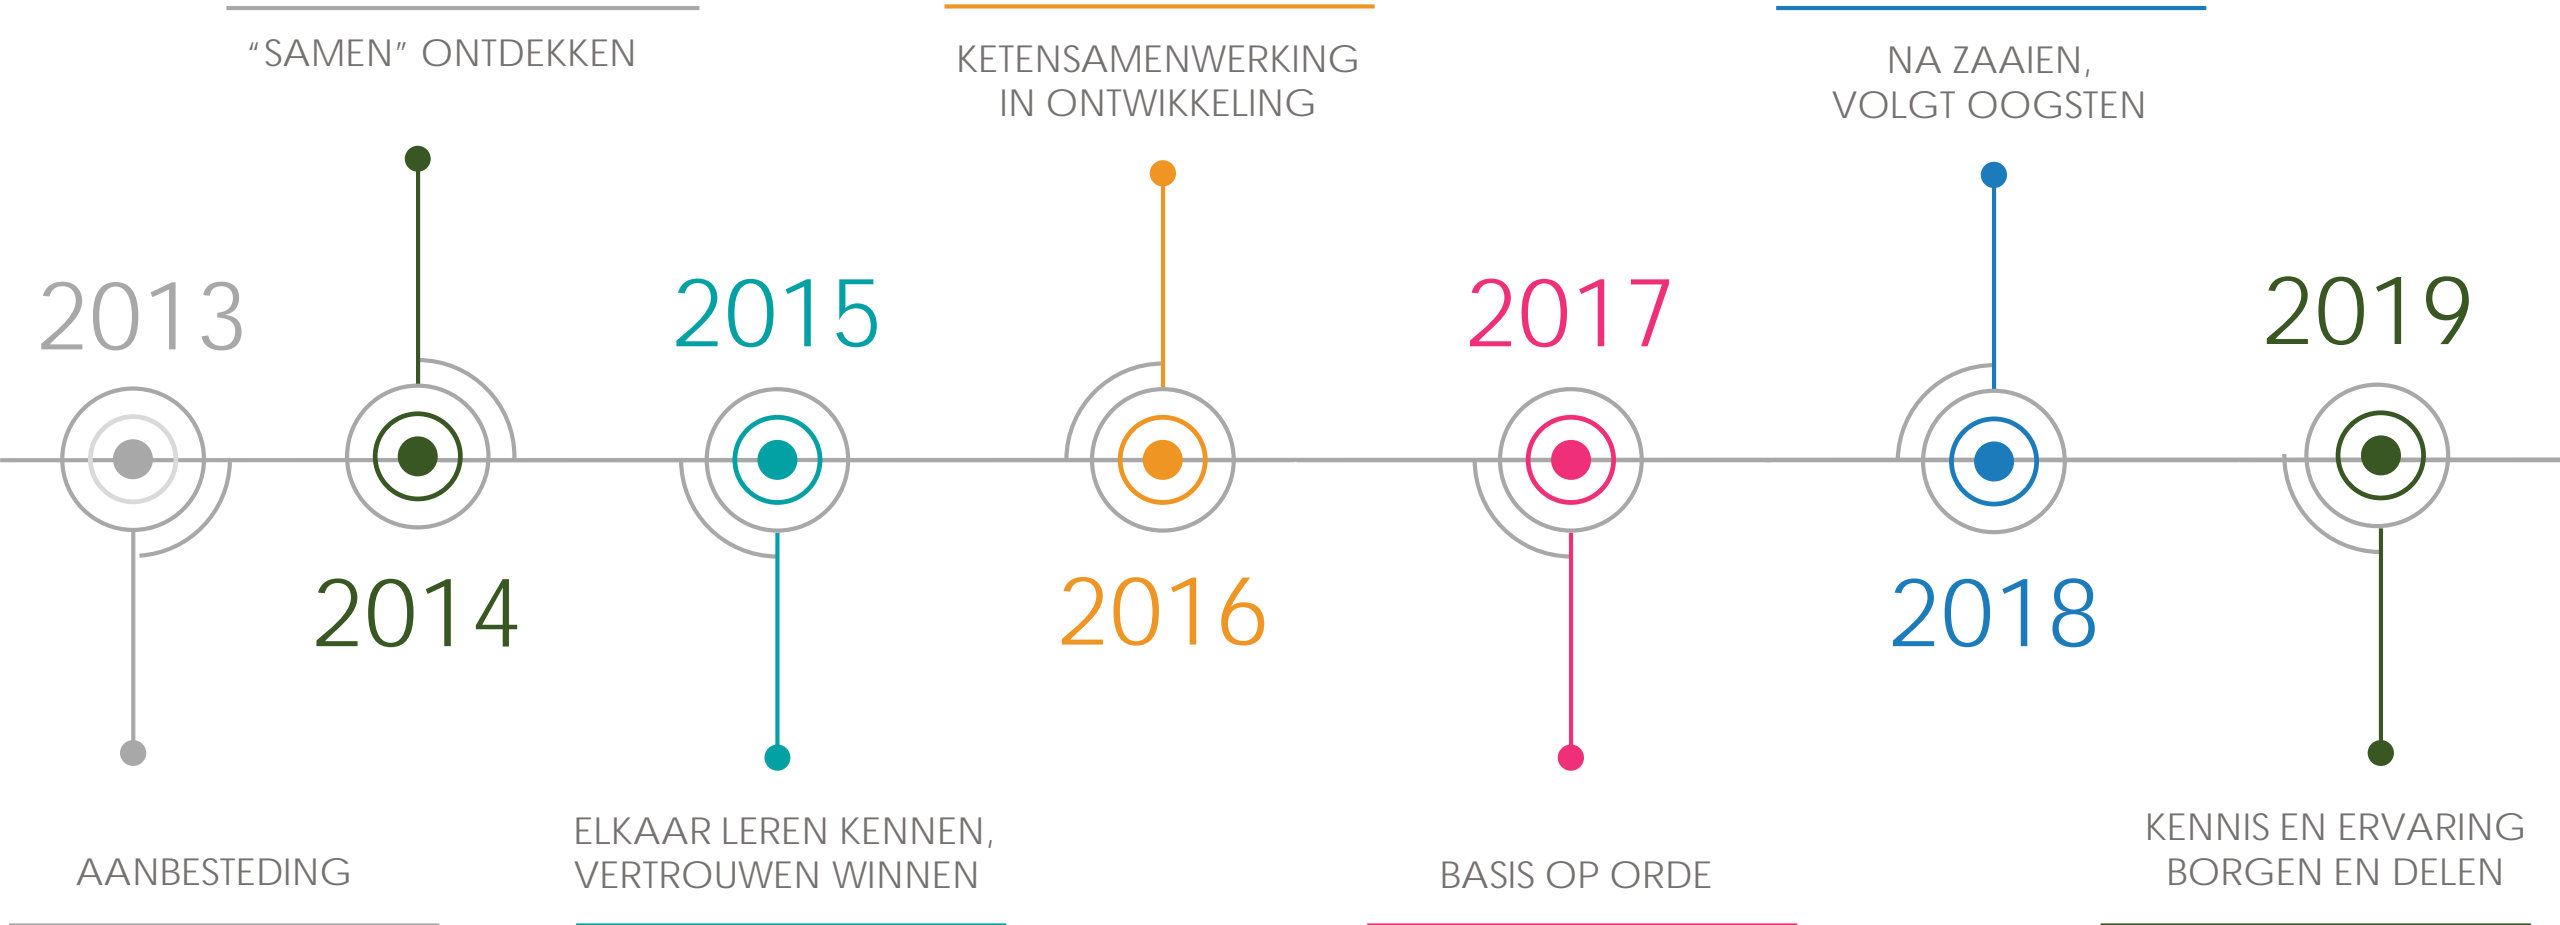 “SAMEN” ONTDEKKEN
KETENSAMENWERKING
IN ONTWIKKELING
NA ZAAIEN,
VOLGT OOGSTEN
2013
2015
2017
2019
2014
2016
2018
AANBESTEDING
ELKAAR LEREN KENNEN,
VERTROUWEN WINNEN
BASIS OP ORDE
KENNIS EN ERVARING
BORGEN EN DELEN